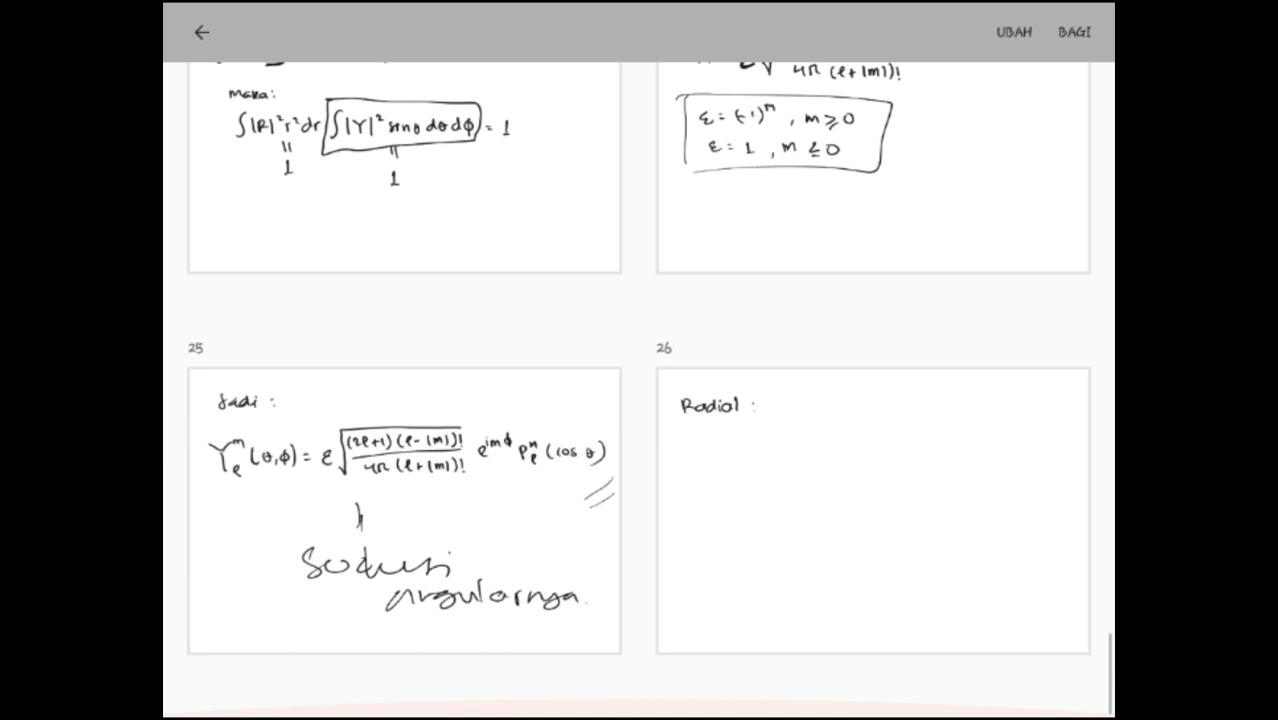 UBAH BAGI
Maka:
∫|R|²r²dr ∫|Y|² sinθ dθ dϕ = 1
"
1
"
1
4π (ℓ+|m|)!
ε = (-1)^m , m ≥ 0
ε = 1 , m ≤ 0
25
Jadi :
Y_ℓ^m (θ,ϕ) = ε √((2ℓ+1)(ℓ-|m|)! / 4π (ℓ+|m|)!) e^{imϕ} P_ℓ^m (cos θ)
Solusi
angularnya.
26
Radial :